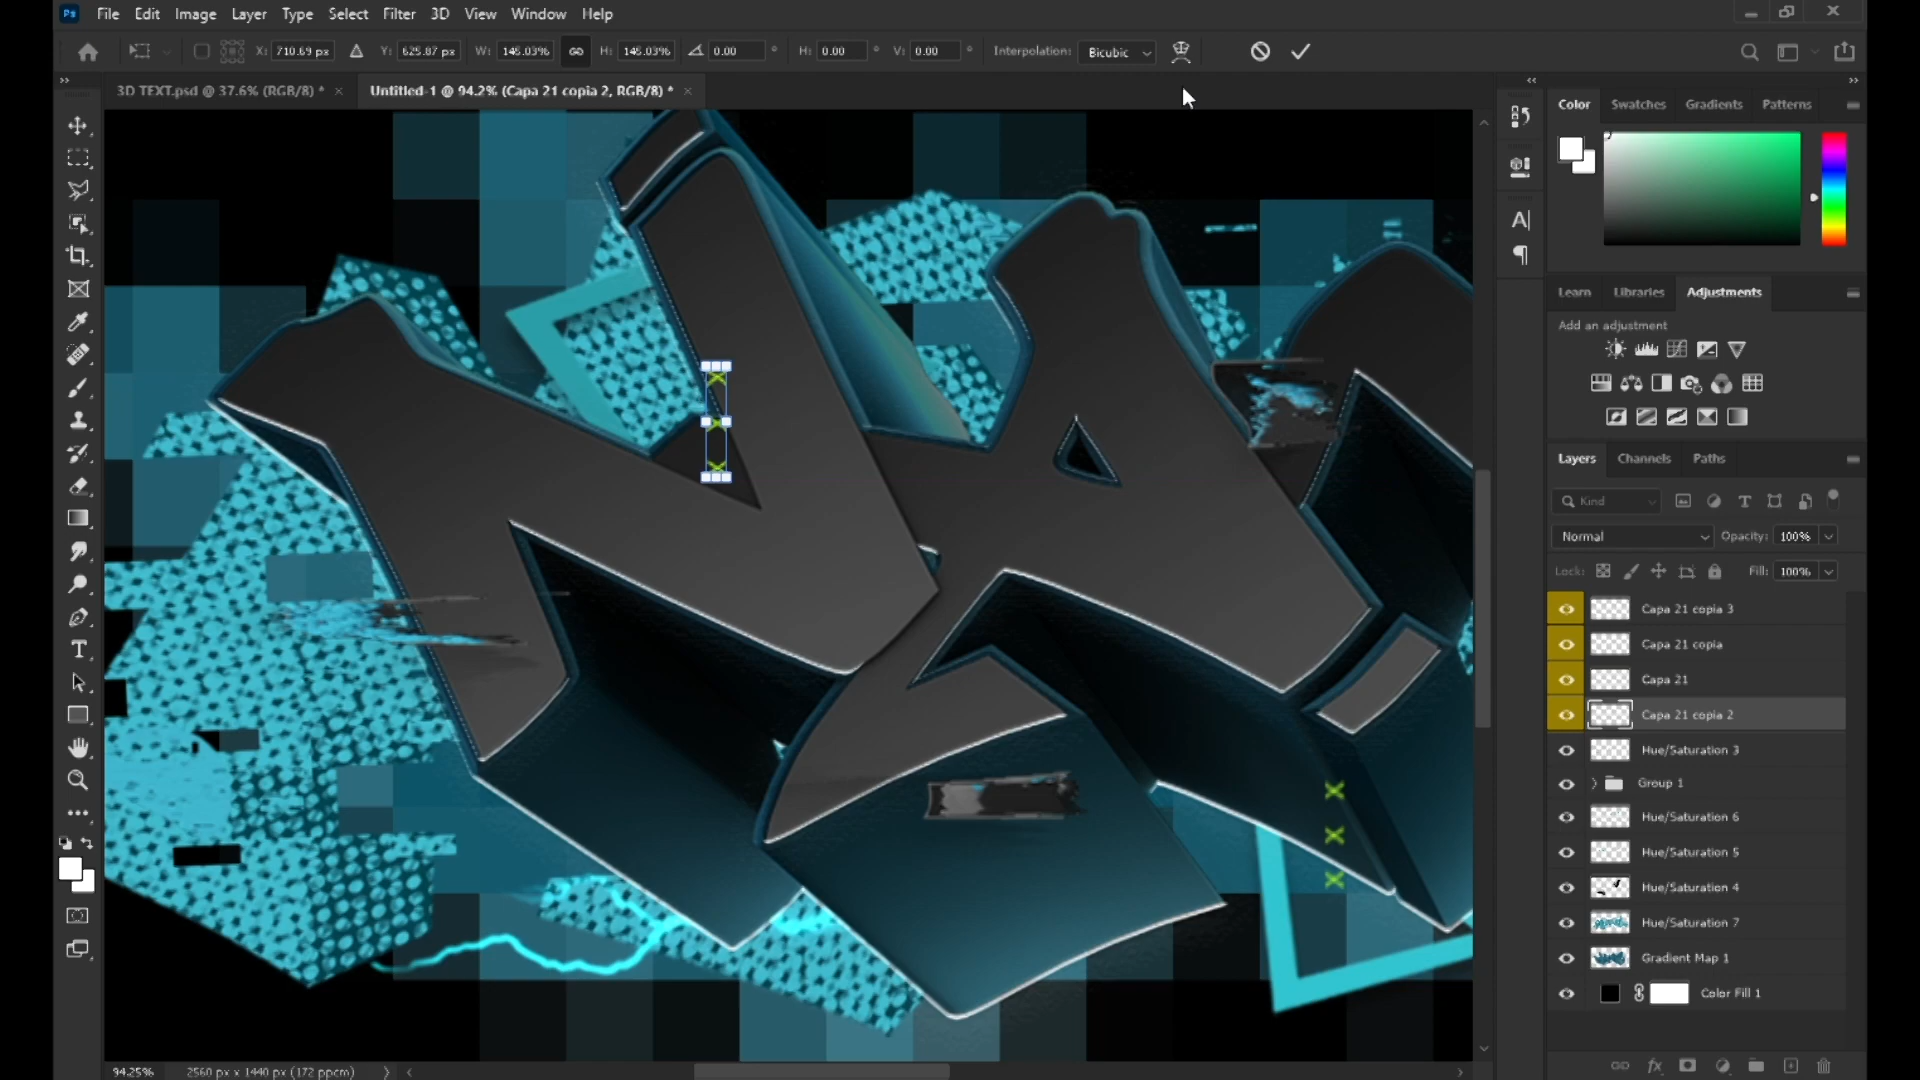 Ps File Edit Image Layer Type Select Filter 3D View Window Help
X: 710.69 px Y: 625.87 px W: 145.03% H: 145.03% 0.00 ° H: 0.00 ° V: 0.00 ° Interpolation: Bicubic
3D TEXT.psd @ 37.6% (RGB/8) * × Untitled-1 @ 94.2% (Capa 21 copia 2, RGB/8) * ×
Color Swatches Gradients Patterns
Learn Libraries Adjustments
Add an adjustment
Layers Channels Paths
Kind
Normal Opacity: 100%
Lock: Fill: 100%
Capa 21 copia 3
Capa 21 copia
Capa 21
Capa 21 copia 2
Hue/Saturation 3
Group 1
Hue/Saturation 6
Hue/Saturation 5
Hue/Saturation 4
Hue/Saturation 7
Gradient Map 1
Color Fill 1
94.25% 2560 px x 1440 px (172 ppcm)